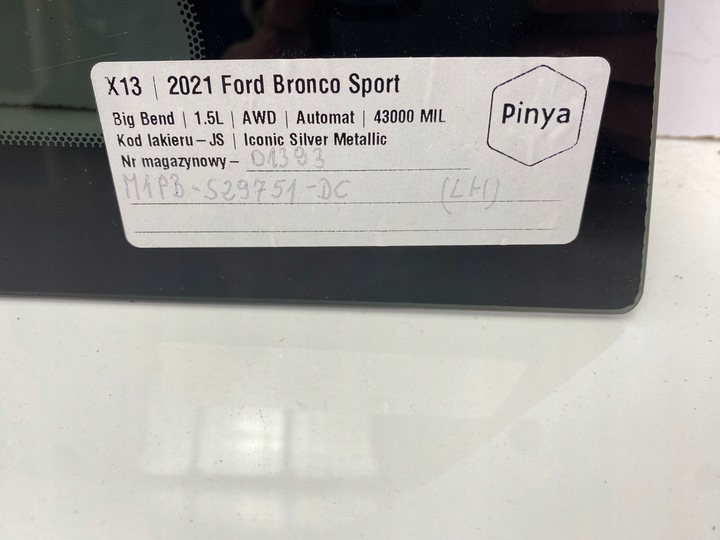 X13 | 2021 Ford Bronco Sport
Big Bend | 1.5L | AWD | Automat | 43000 MIL
Kod lakieru – JS | Iconic Silver Metallic
Nr magazynowy – 01393
M1PB-S29751-DC (LH)
Pinya